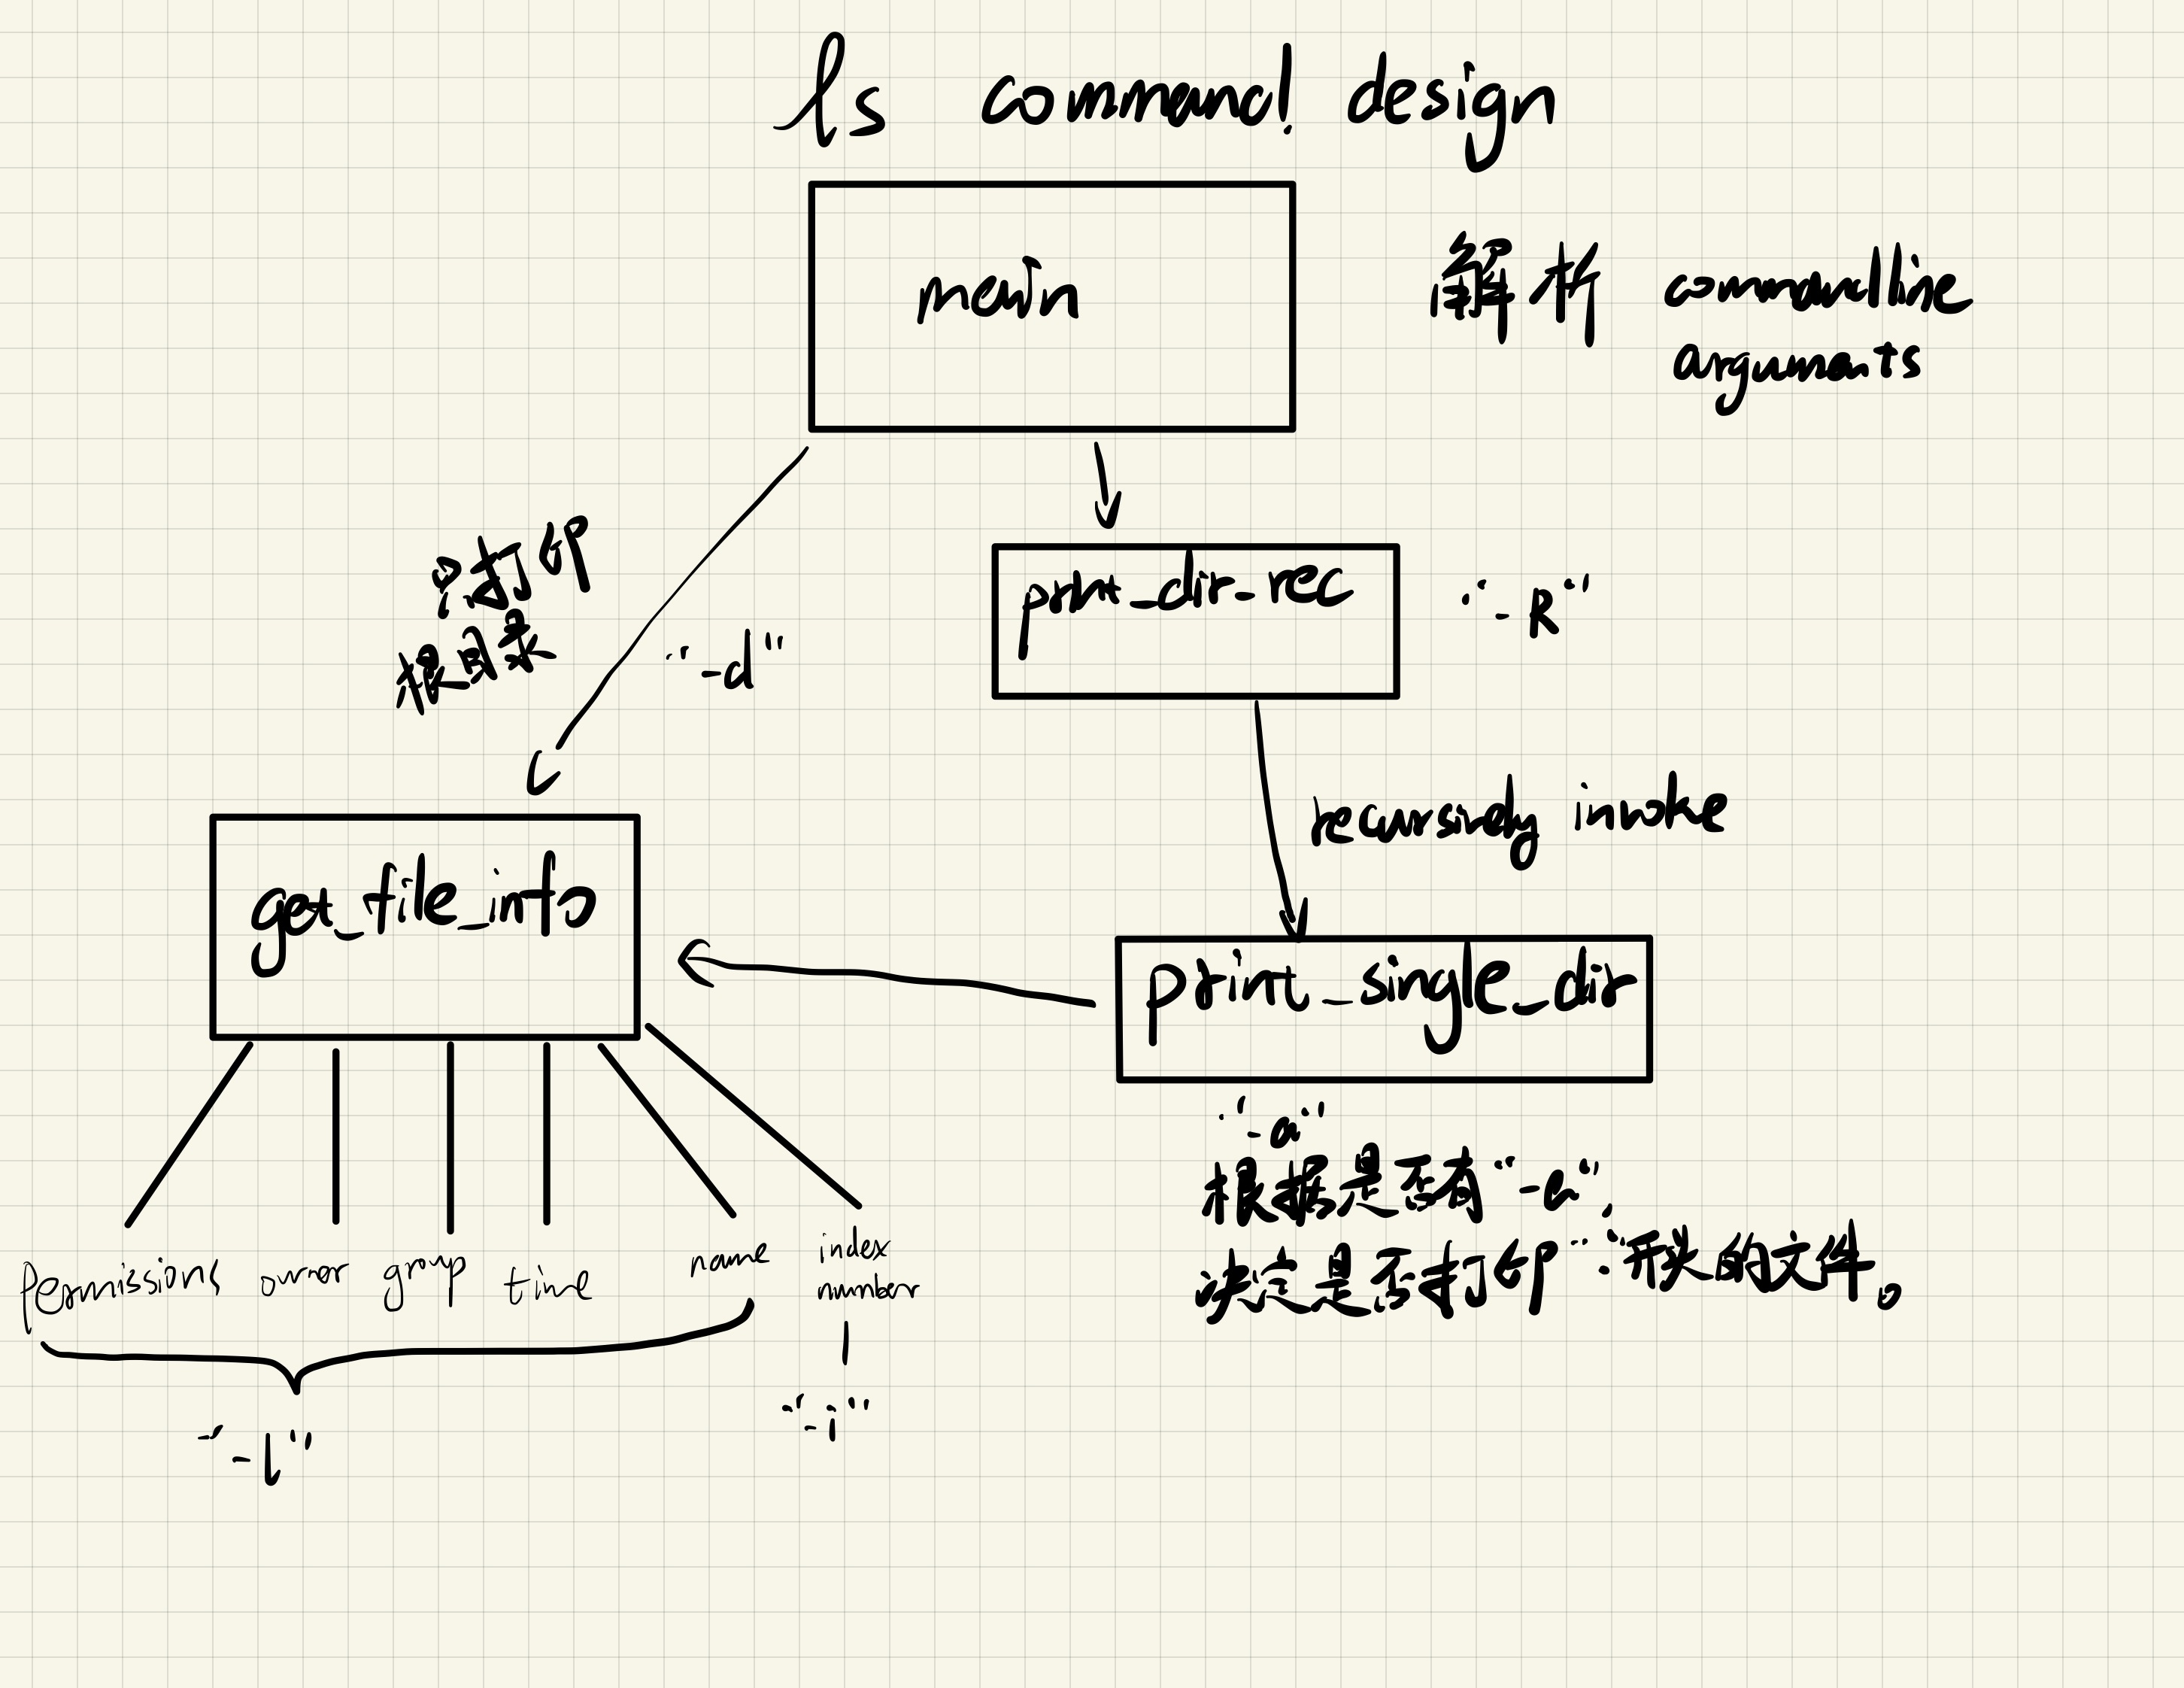 ls command design
main
解析 commandline
arguments
只打印
根目录
"-d"
print_dir_rec
"-R"
recursively invoke
get_file_info
print_single_dir
"-a"
根据是否有"-a",
决定是否打印"."开头的文件。
permissions owner group time name index
number
"-l"
"-i"